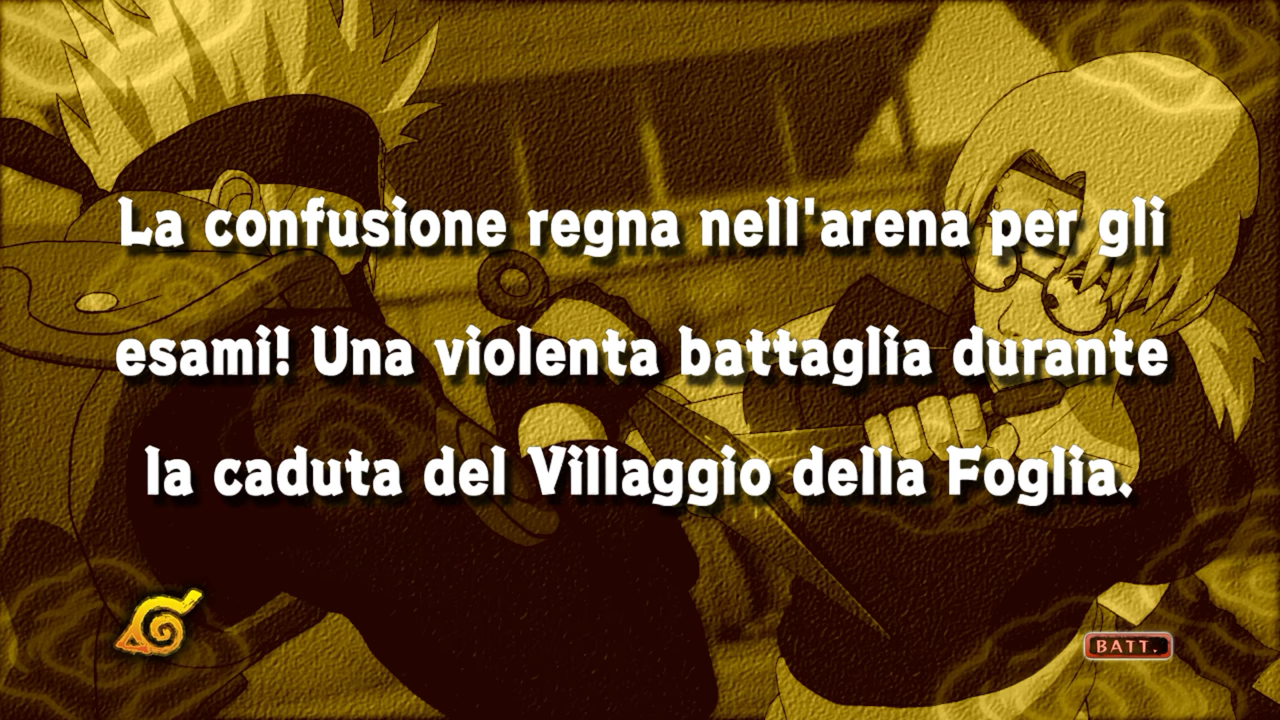 La confusione regna nell'arena per gli
esami! Una violenta battaglia durante
la caduta del Villaggio della Foglia.
BATT.